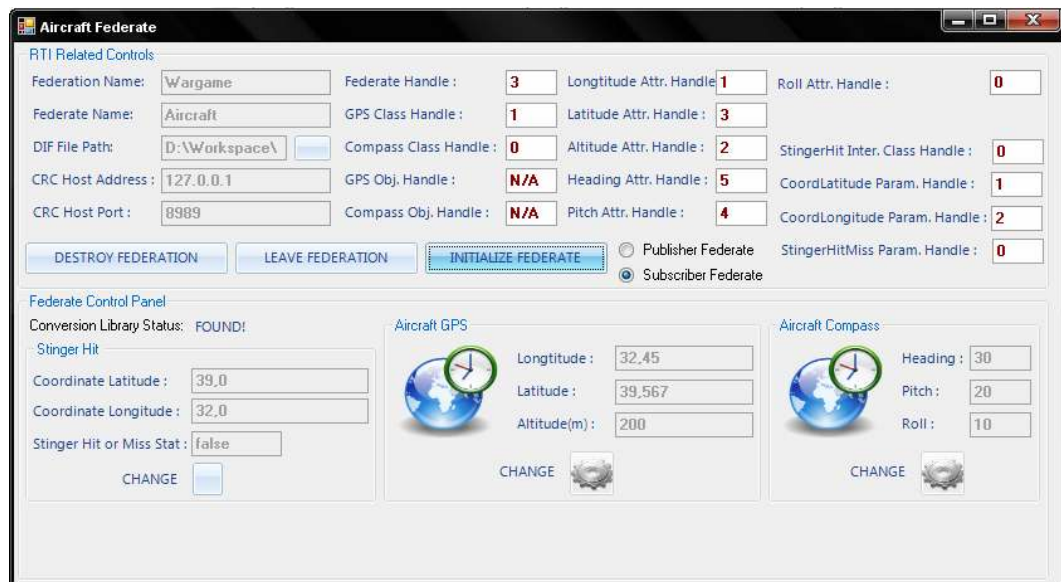 Aircraft Federate
RTI Related Controls
Federation Name: Wargame
Federate Name: Aircraft
DIF File Path: D:\Workspace\
CRC Host Address : 127.0.0.1
CRC Host Port : 8989
Federate Handle : 3
GPS Class Handle : 1
Compass Class Handle : 0
GPS Obj. Handle : N/A
Compass Obj. Handle : N/A
Longtitude Attr. Handle 1
Latitude Attr. Handle : 3
Altitude Attr. Handle : 2
Heading Attr. Handle : 5
Pitch Attr. Handle : 4
Roll Attr. Handle : 0
StingerHit Inter. Class Handle : 0
CoordLatitude Param. Handle : 1
CoordLongitude Param. Handle : 2
StingerHitMiss Param. Handle : 0
DESTROY FEDERATION
LEAVE FEDERATION
INITIALIZE FEDERATE
Publisher Federate
Subscriber Federate
Federate Control Panel
Conversion Library Status: FOUND!
Stinger Hit
Coordinate Latitude : 39,0
Coordinate Longitude : 32,0
Stinger Hit or Miss Stat : false
CHANGE
Aircraft GPS
Longtitude : 32,45
Latitude : 39,567
Altitude(m) : 200
CHANGE
Aircraft Compass
Heading : 30
Pitch : 20
Roll : 10
CHANGE